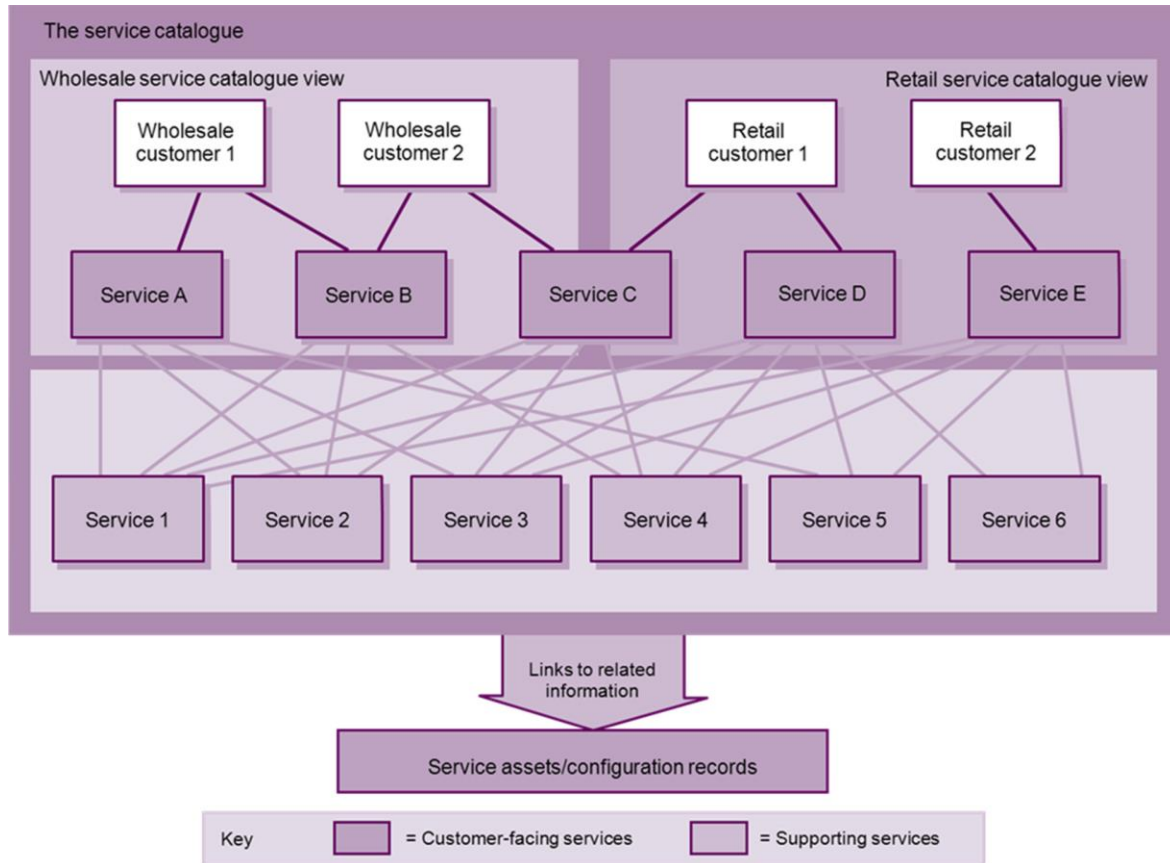 The service catalogue
Wholesale service catalogue view
Retail service catalogue view
Wholesale
customer 1
Wholesale
customer 2
Retail
customer 1
Retail
customer 2
Service A
Service B
Service C
Service D
Service E
Service 1
Service 2
Service 3
Service 4
Service 5
Service 6
Links to related
information
Service assets/configuration records
Key
= Customer-facing services
= Supporting services